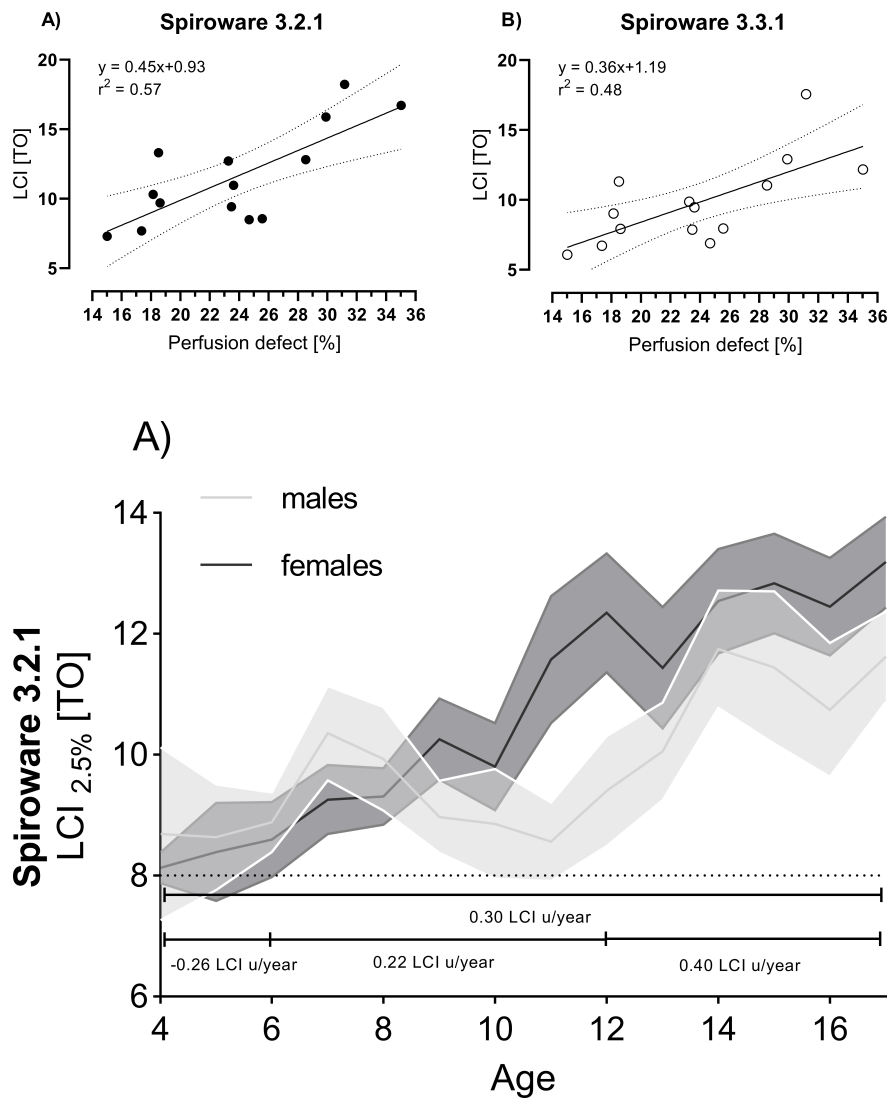 A) Spiroware 3.2.1
y = 0.45x+0.93
r² = 0.57
20
15
10
5
LCI [TO]
14 16 18 20 22 24 26 28 30 32 34 36
Perfusion defect [%]
B) Spiroware 3.3.1
y = 0.36x+1.19
r² = 0.48
20
15
10
5
LCI [TO]
14 16 18 20 22 24 26 28 30 32 34 36
Perfusion defect [%]
A)
males
females
14
12
10
8
6
Spiroware 3.2.1
LCI 2.5% [TO]
0.30 LCI u/year
-0.26 LCI u/year 0.22 LCI u/year 0.40 LCI u/year
4 6 8 10 12 14 16
Age